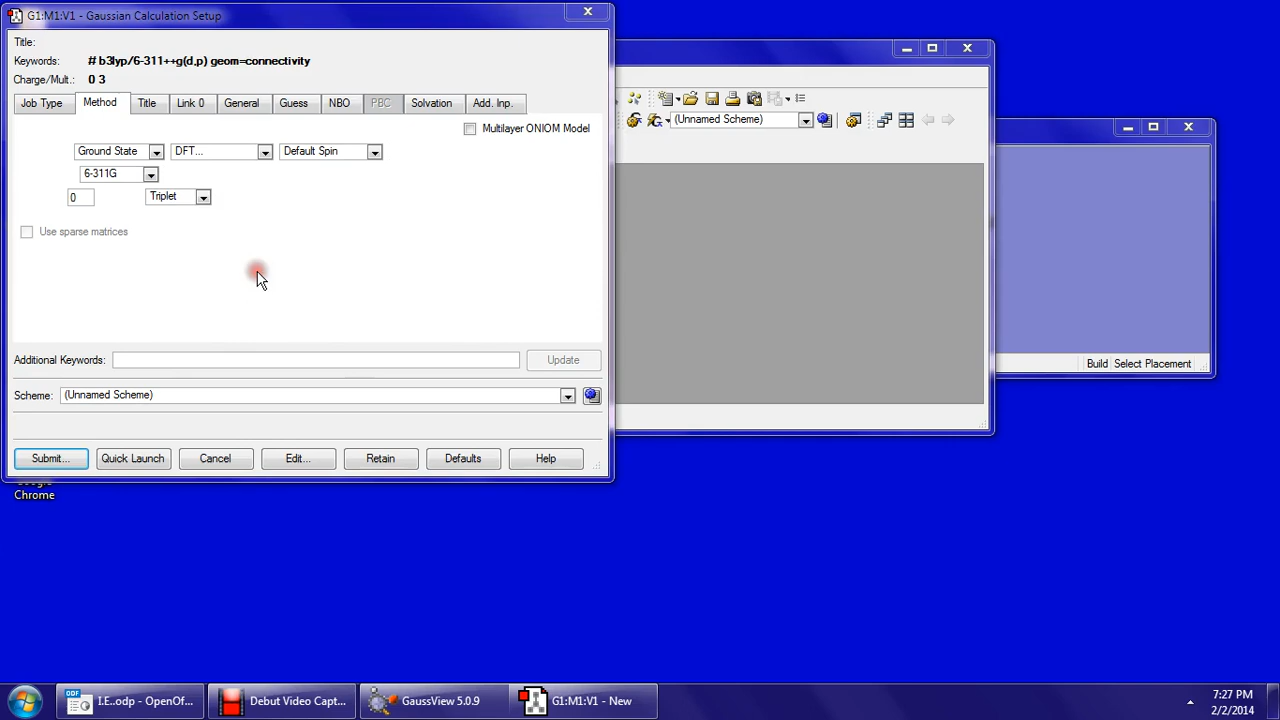 G1:M1:V1 - Gaussian Calculation Setup
Title:
Keywords: # b3lyp/6-311++g(d,p) geom=connectivity
Charge/Mult.: 0 3
Job Type Method Title Link 0 General Guess NBO PBC Solvation Add. Inp.
Multilayer ONIOM Model
Ground State DFT... Default Spin
6-311G
0 Triplet
Use sparse matrices
Additional Keywords: Update
Scheme: (Unnamed Scheme)
Submit... Quick Launch Cancel Edit... Retain Defaults Help
(Unnamed Scheme)
Build Select Placement
Chrome
I.E..odp - OpenOf... Debut Video Capt... GaussView 5.0.9 G1:M1:V1 - New
7:27 PM
2/2/2014